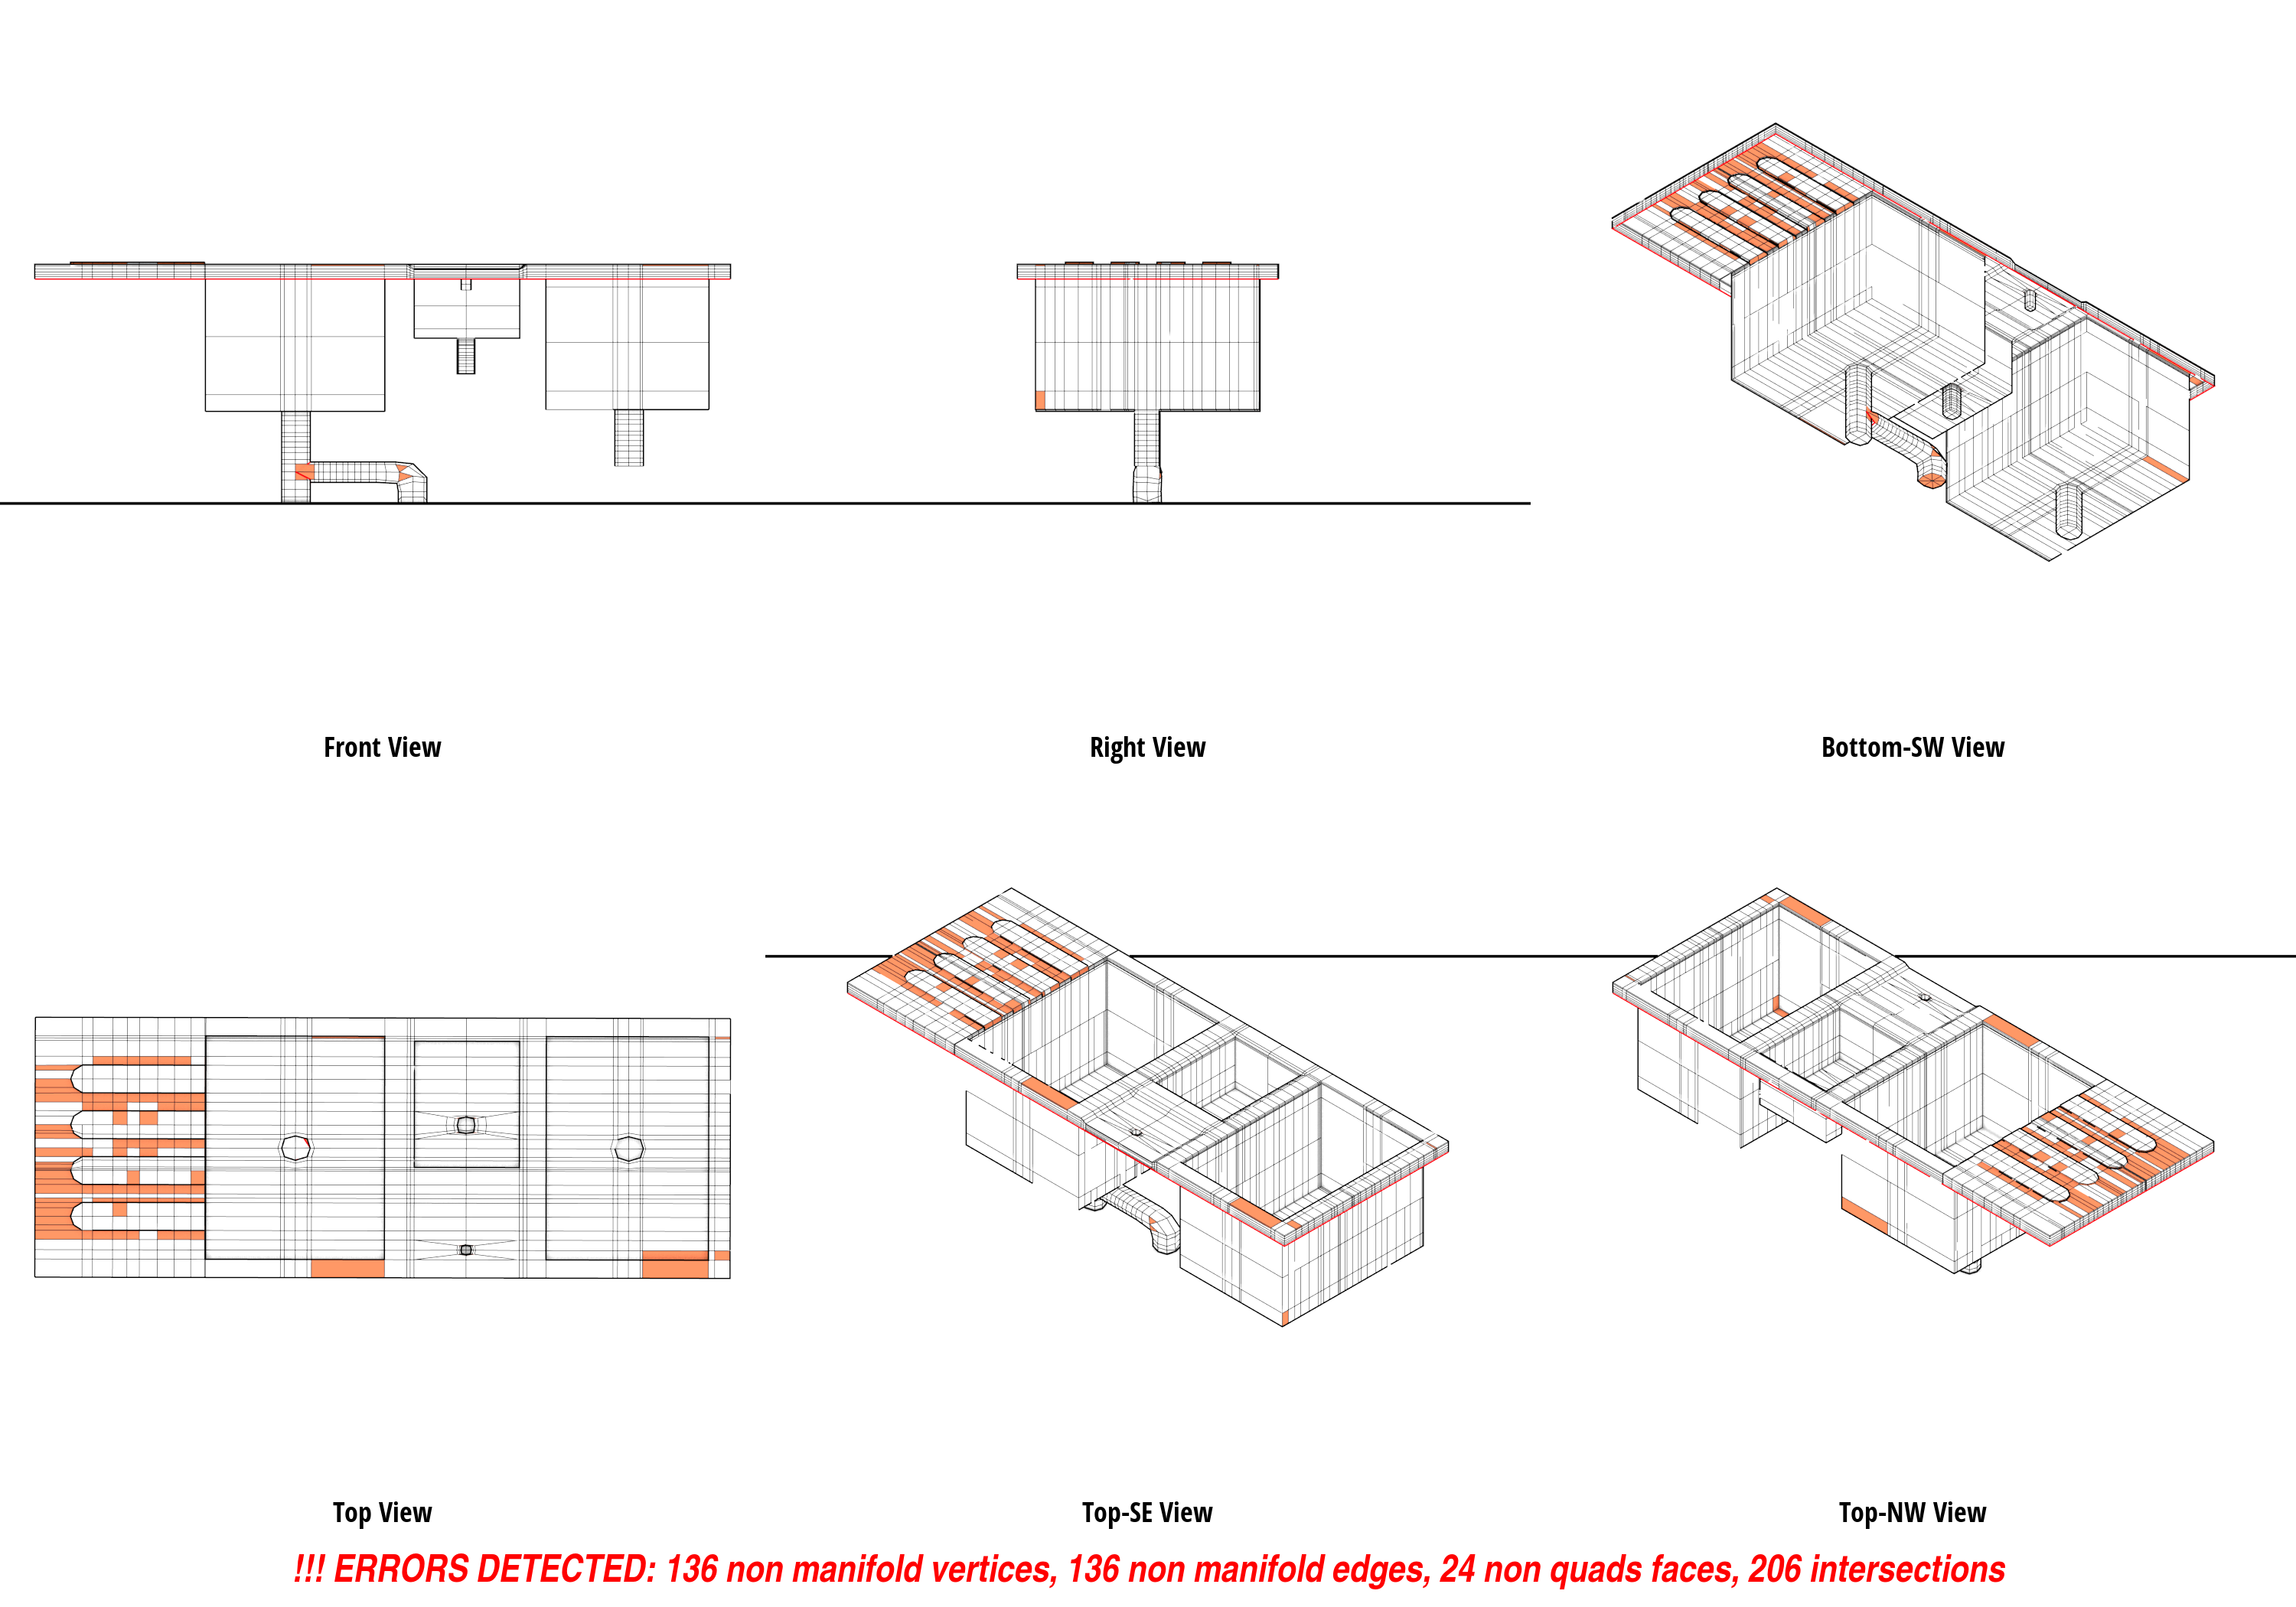 Front View
Right View
Bottom-SW View
Top View
Top-SE View
Top-NW View
!!! ERRORS DETECTED: 136 non manifold vertices, 136 non manifold edges, 24 non quads faces, 206 intersections